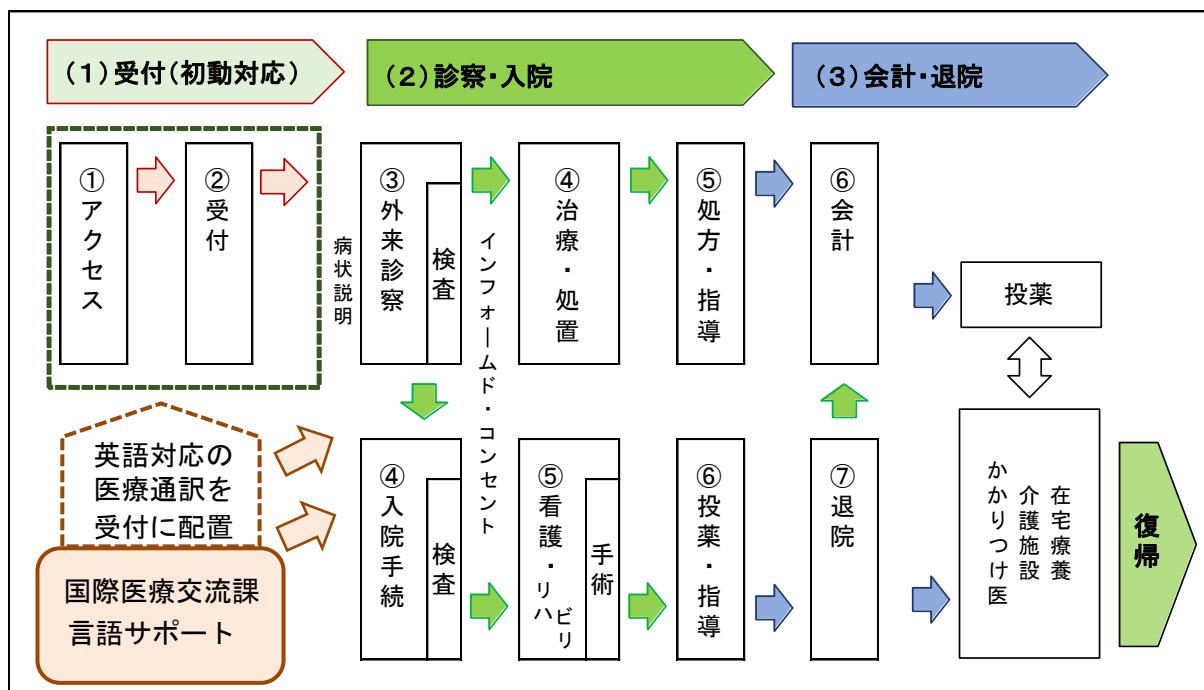 (1)受付(初動対応)
(2)診察・入院
(3)会計・退院
①アクセス
②受付
病状説明
③外来診察
検査
インフォームド・コンセント
④治療・処置
⑤処方・指導
⑥会計
投薬
英語対応の
医療通訳を
受付に配置
国際医療交流課
言語サポート
④入院手続
検査
⑤看護・リハビリ
手術
⑥投薬・指導
⑦退院
在宅療養
介護施設
かかりつけ医
復帰